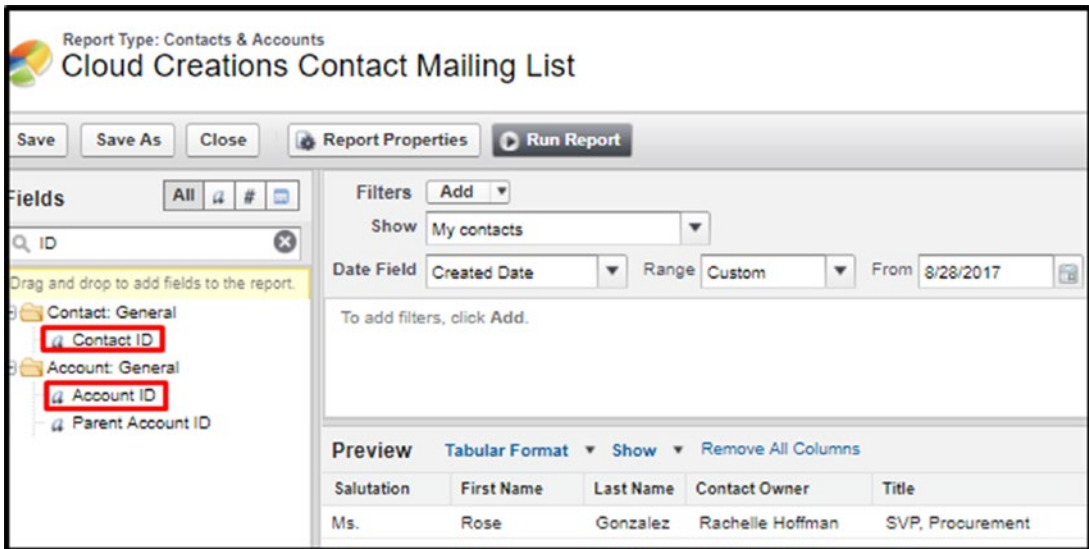 Report Type: Contacts & Accounts
Cloud Creations Contact Mailing List
Save Save As Close Report Properties Run Report
Fields All a #
ID
Drag and drop to add fields to the report.
Contact: General
a Contact ID
Account: General
a Account ID
a Parent Account ID
Filters Add
Show My contacts
Date Field Created Date Range Custom From 8/28/2017
To add filters, click Add.
Preview Tabular Format Show Remove All Columns
Salutation First Name Last Name Contact Owner Title
Ms. Rose Gonzalez Rachelle Hoffman SVP, Procurement